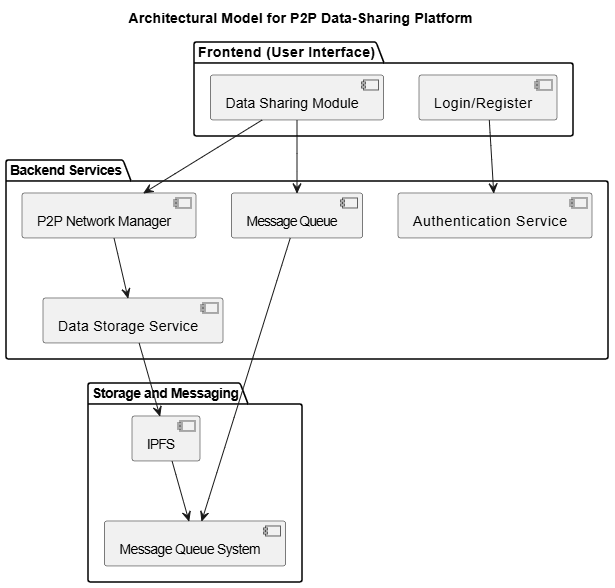 Architectural Model for P2P Data-Sharing Platform
Frontend (User Interface)
Data Sharing Module
Login/Register
Backend Services
P2P Network Manager
Message Queue
Authentication Service
Data Storage Service
Storage and Messaging
IPFS
Message Queue System